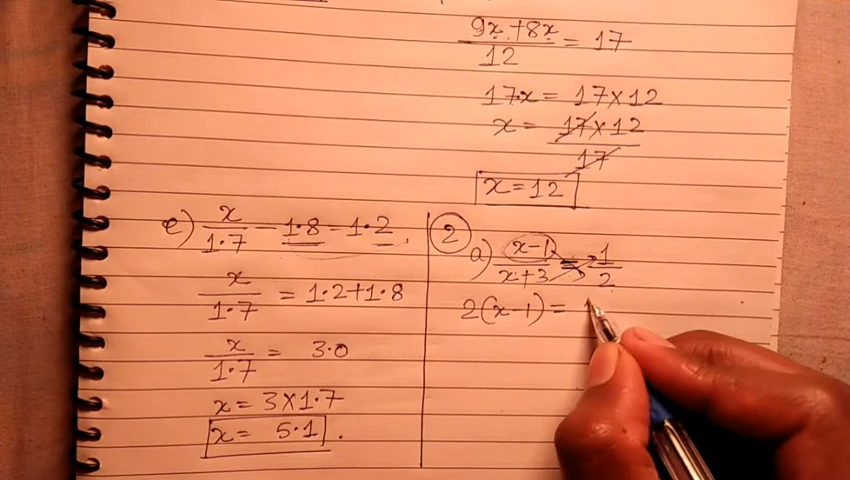 9x+8x
12
= 17
17x = 17×12
x = 17×12
17
x = 12
e) x/1.7 - 1.8 = 1.2
x/1.7 = 1.2+1.8
x/1.7 = 3.0
x = 3×1.7
x = 5.1.
2
a) x-1/x+3 = 1/2
2(x-1) =